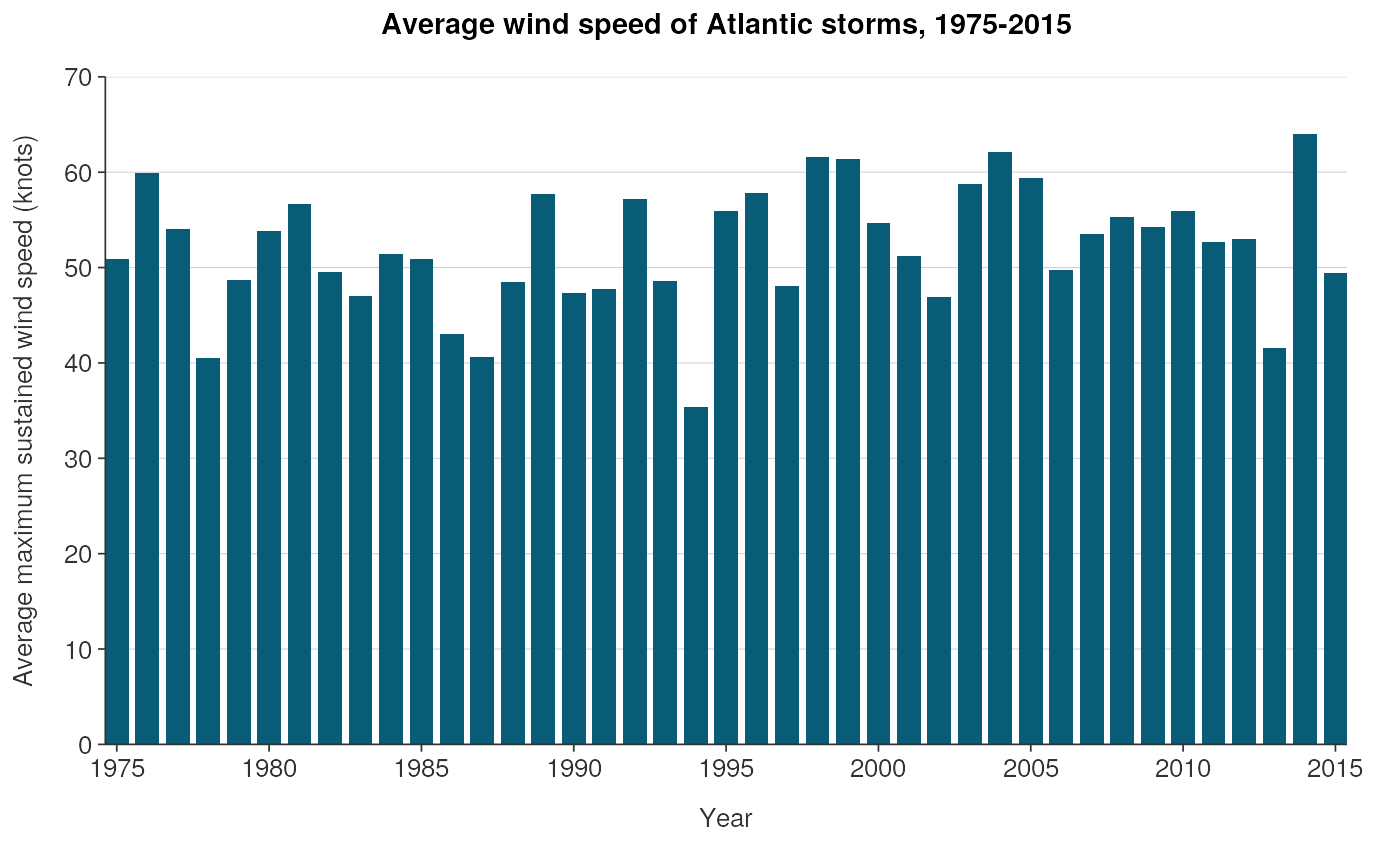 Average wind speed of Atlantic storms, 1975-2015
Average maximum sustained wind speed (knots)
70
60
50
40
30
20
10
0
1975 1980 1985 1990 1995 2000 2005 2010 2015
Year